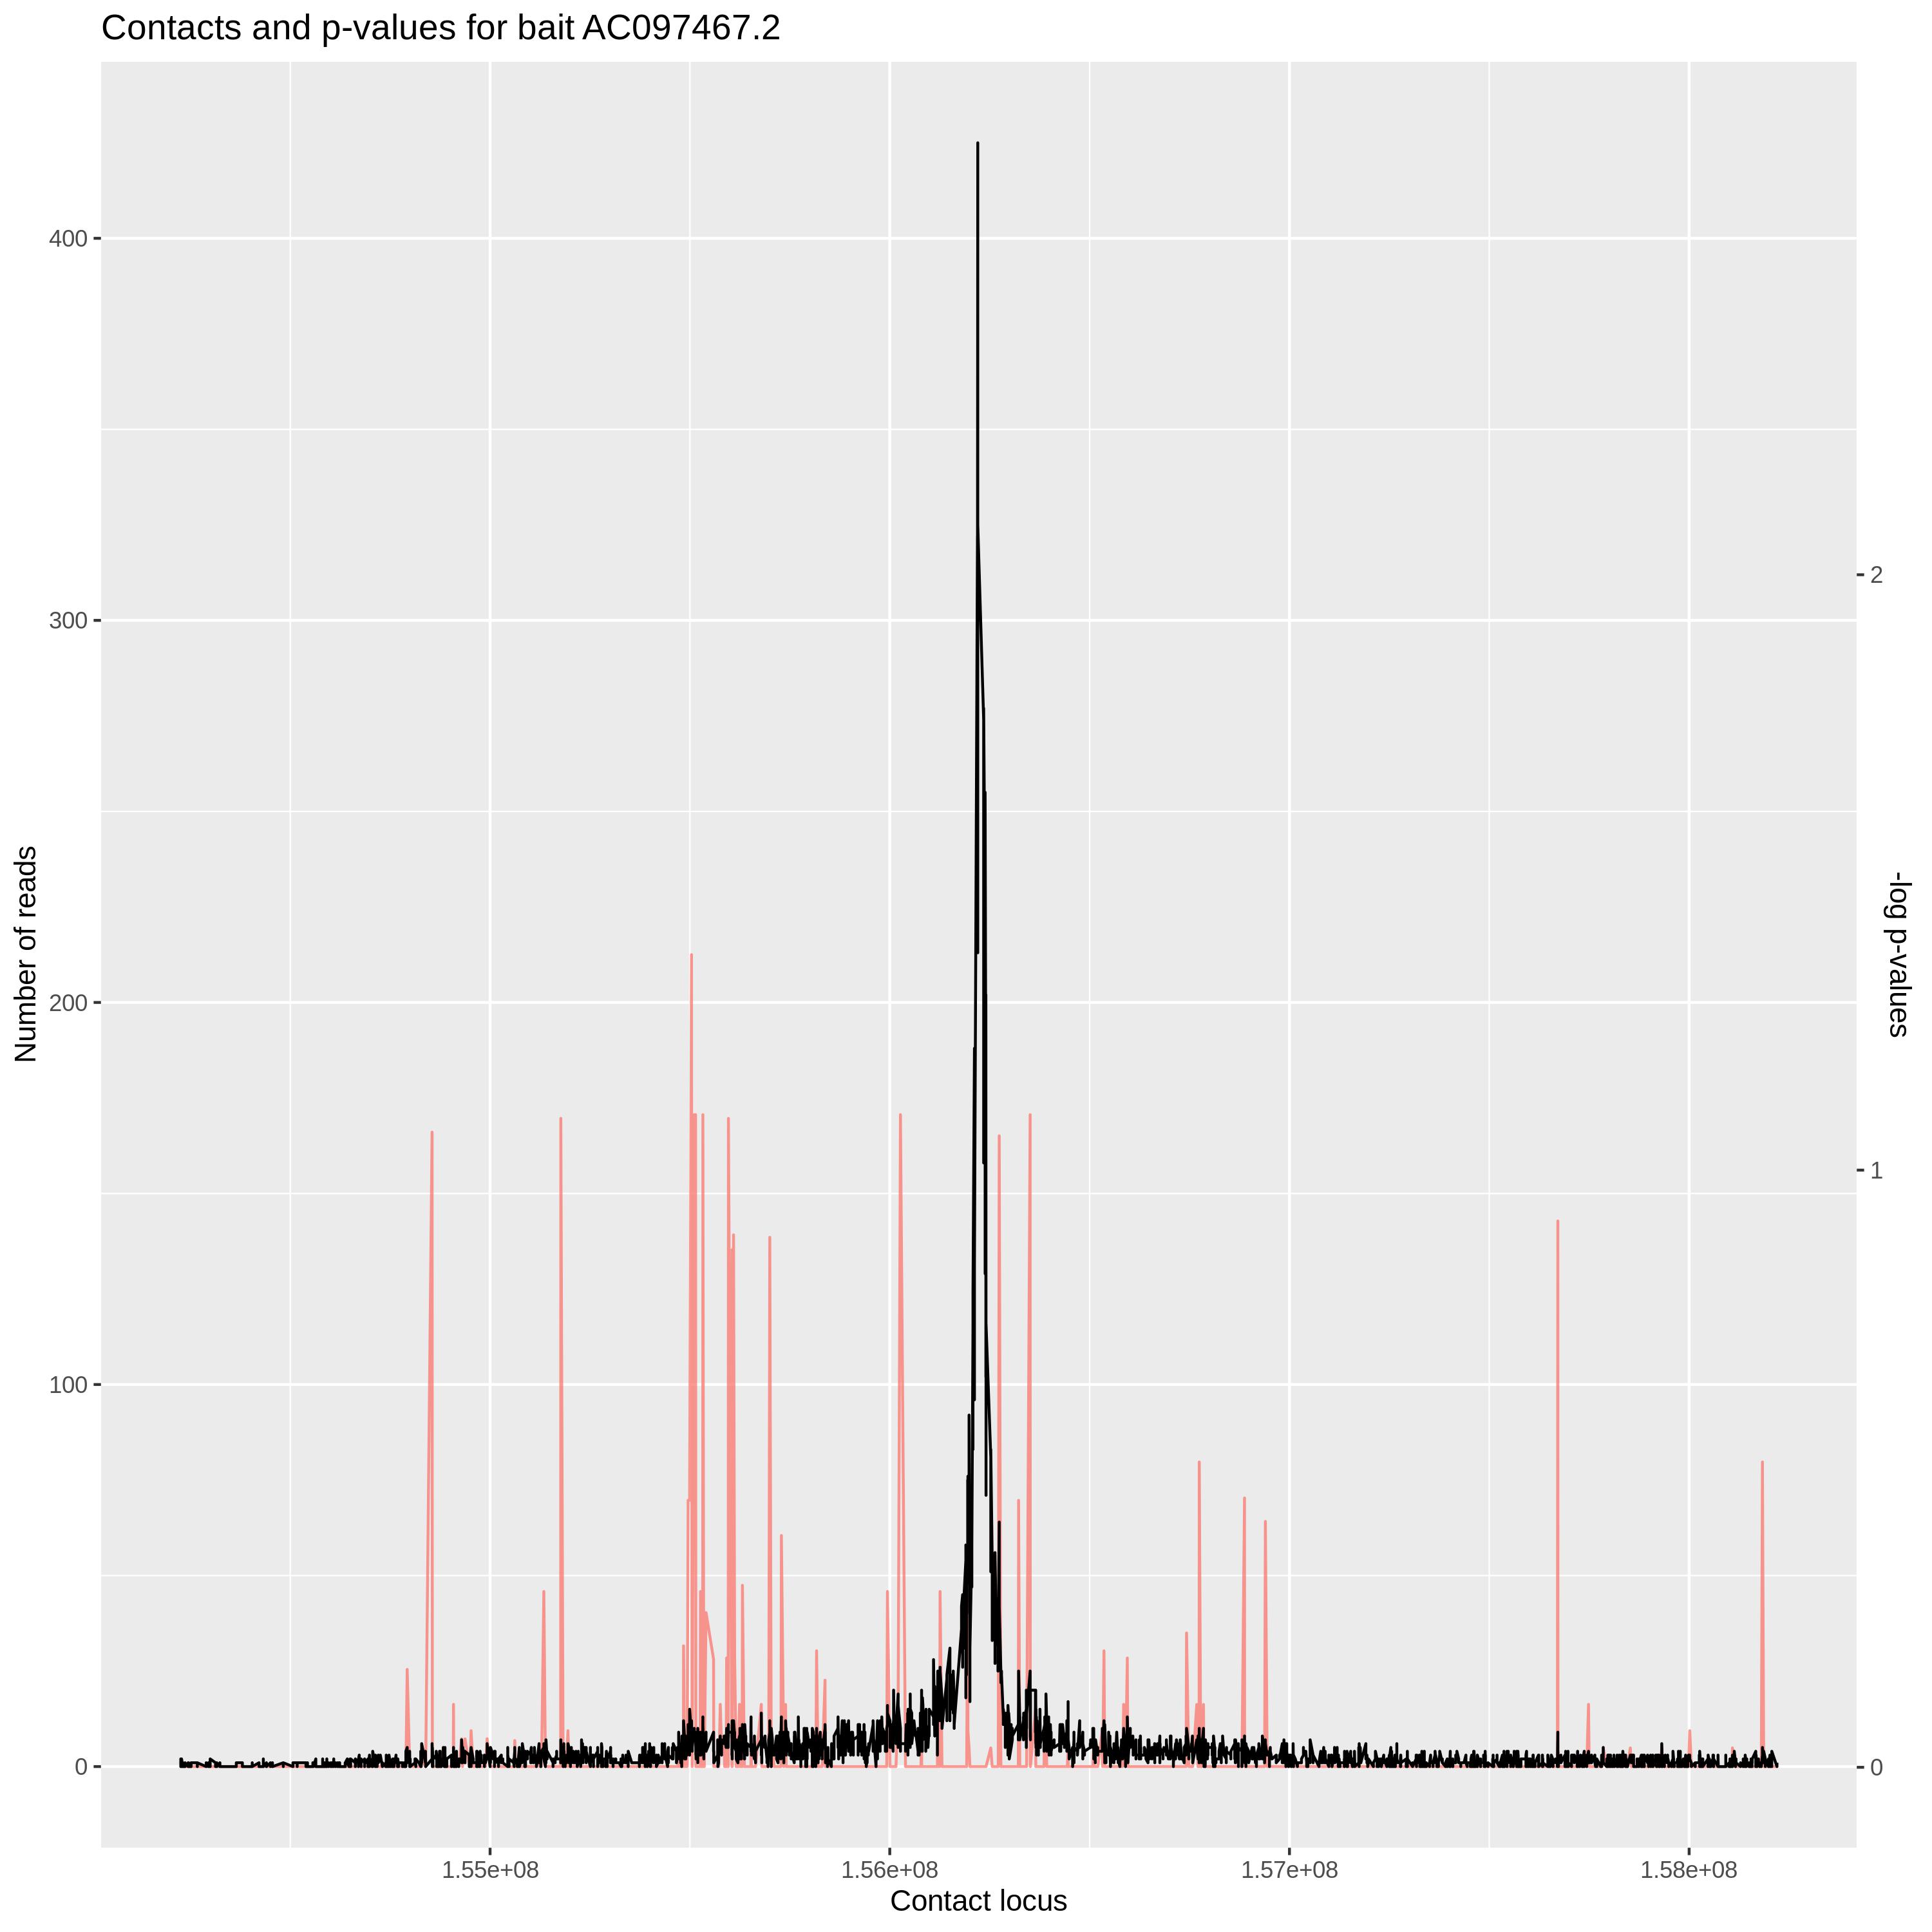 Contacts and p-values for bait AC097467.2
400
300
200
100
0
Number of reads
2
1
0
-log p-values
1.55e+08
1.56e+08
1.57e+08
1.58e+08
Contact locus